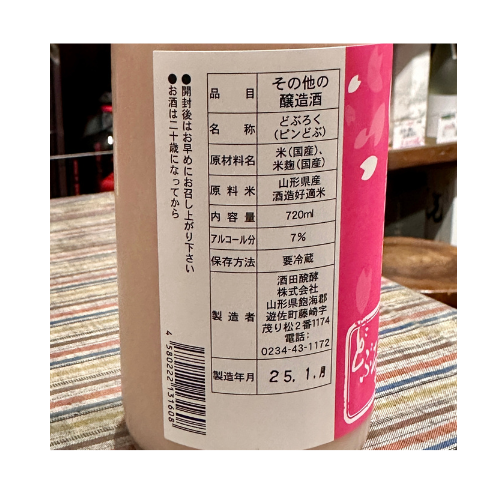 品目 その他の
醸造酒
名称 どぶろく
(ピンどぶ)
原材料名 米(国産)、
米麹(国産)
原料米 山形県産
酒造好適米
内容量 720ml
アルコール分 7%
保存方法 要冷蔵
製造者 酒田醗酵
株式会社
山形県飽海郡
遊佐町藤崎字
茂り松2番1174
電話:
0234-43-1172
製造年月 25.1.月
●開封後はお早めにお召し上がり下さい
●お酒は二十歳になってから
4 580222 131608
どぶ